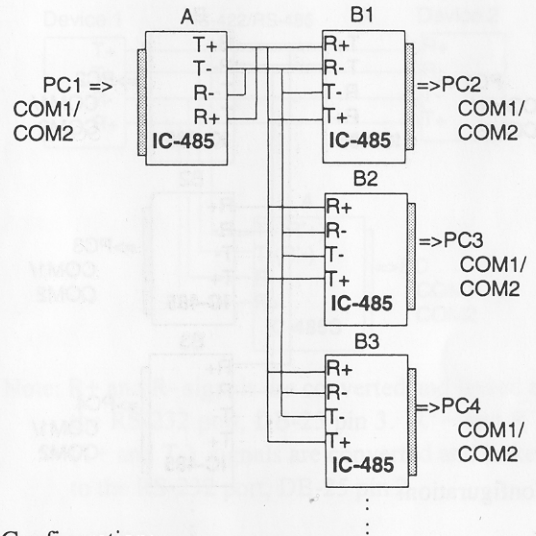 A
T+
T-
R-
R+
IC-485
PC1 =>
COM1/
COM2
B1
R+
R-
T-
T+
IC-485
=>PC2
COM1/
COM2
B2
R+
R-
T-
T+
IC-485
=>PC3
COM1/
COM2
B3
R+
R-
T-
T+
IC-485
=>PC4
COM1/
COM2